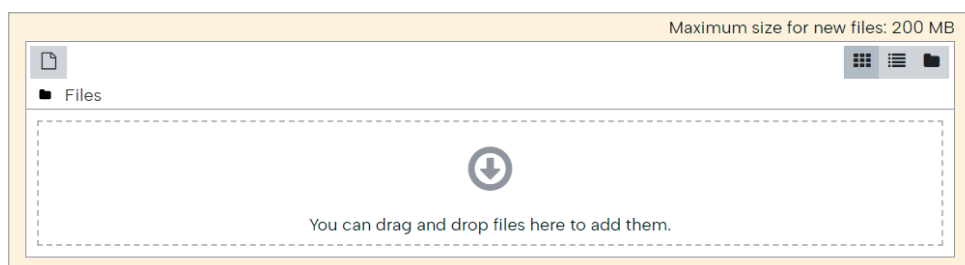 Maximum size for new files: 200 MB
Files
You can drag and drop files here to add them.